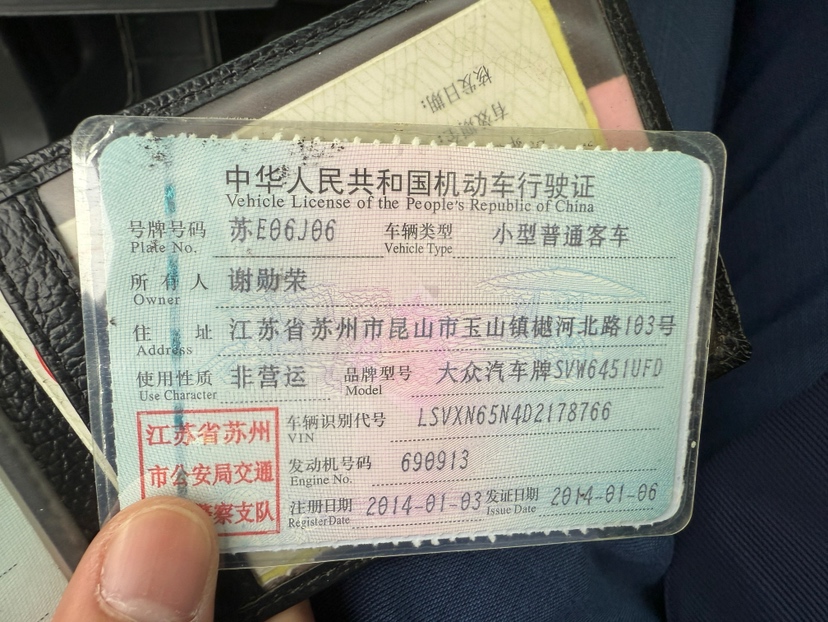 核发日期:
有效期至
中华人民共和国机动车行驶证
Vehicle License of the People's Republic of China
号牌号码 苏E06J06 车辆类型 小型普通客车
Plate No. Vehicle Type
所有人 谢勋荣
Owner
住址 江苏省苏州市昆山市玉山镇樾河北路103号
Address
使用性质 非营运 品牌型号 大众汽车牌SVW6451UFD
Use Character Model
江苏省苏州 车辆识别代号 LSVXN65N4D2178766
VIN
市公安局交通 发动机号码 690913
Engine No.
警察支队 注册日期 2014-01-03 发证日期 2014-01-06
Register Date Issue Date